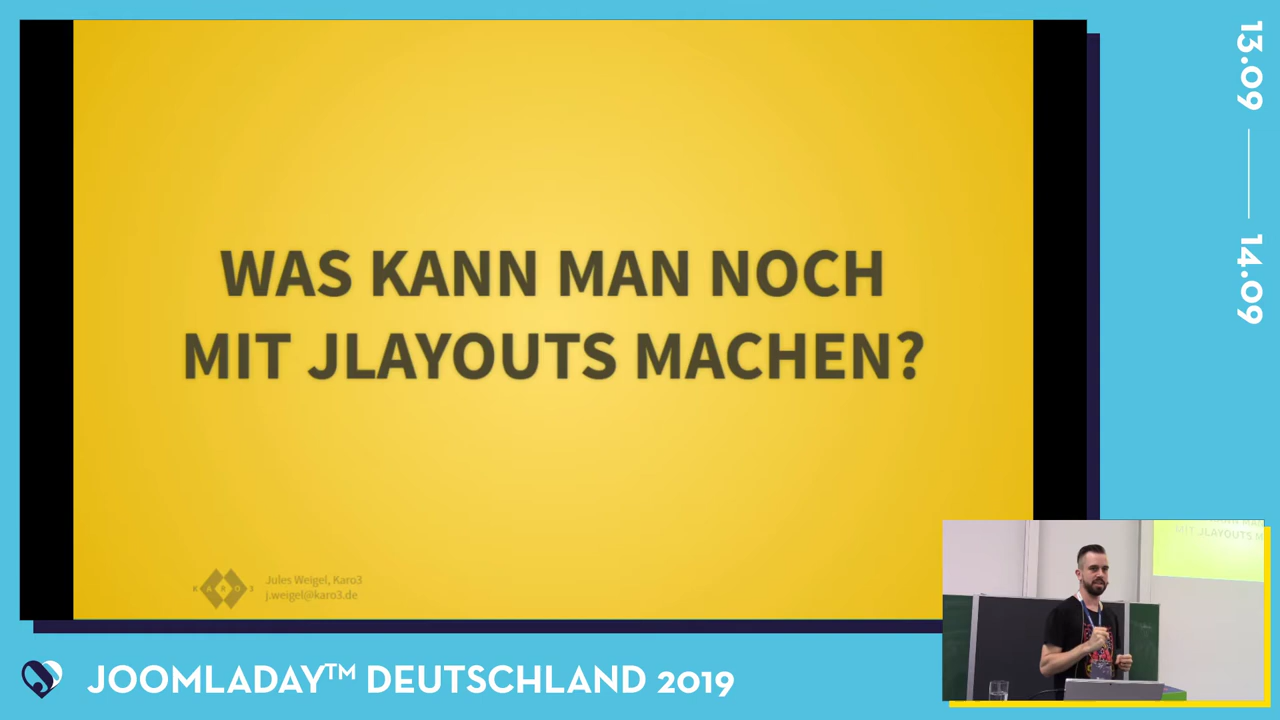 WAS KANN MAN NOCH
MIT JLAYOUTS MACHEN?
KARO3
Jules Weigel, Karo3
j.weigel@karo3.de
13.09
14.09
MIT JLAYOUTS M
JOOMLADAY™ DEUTSCHLAND 2019